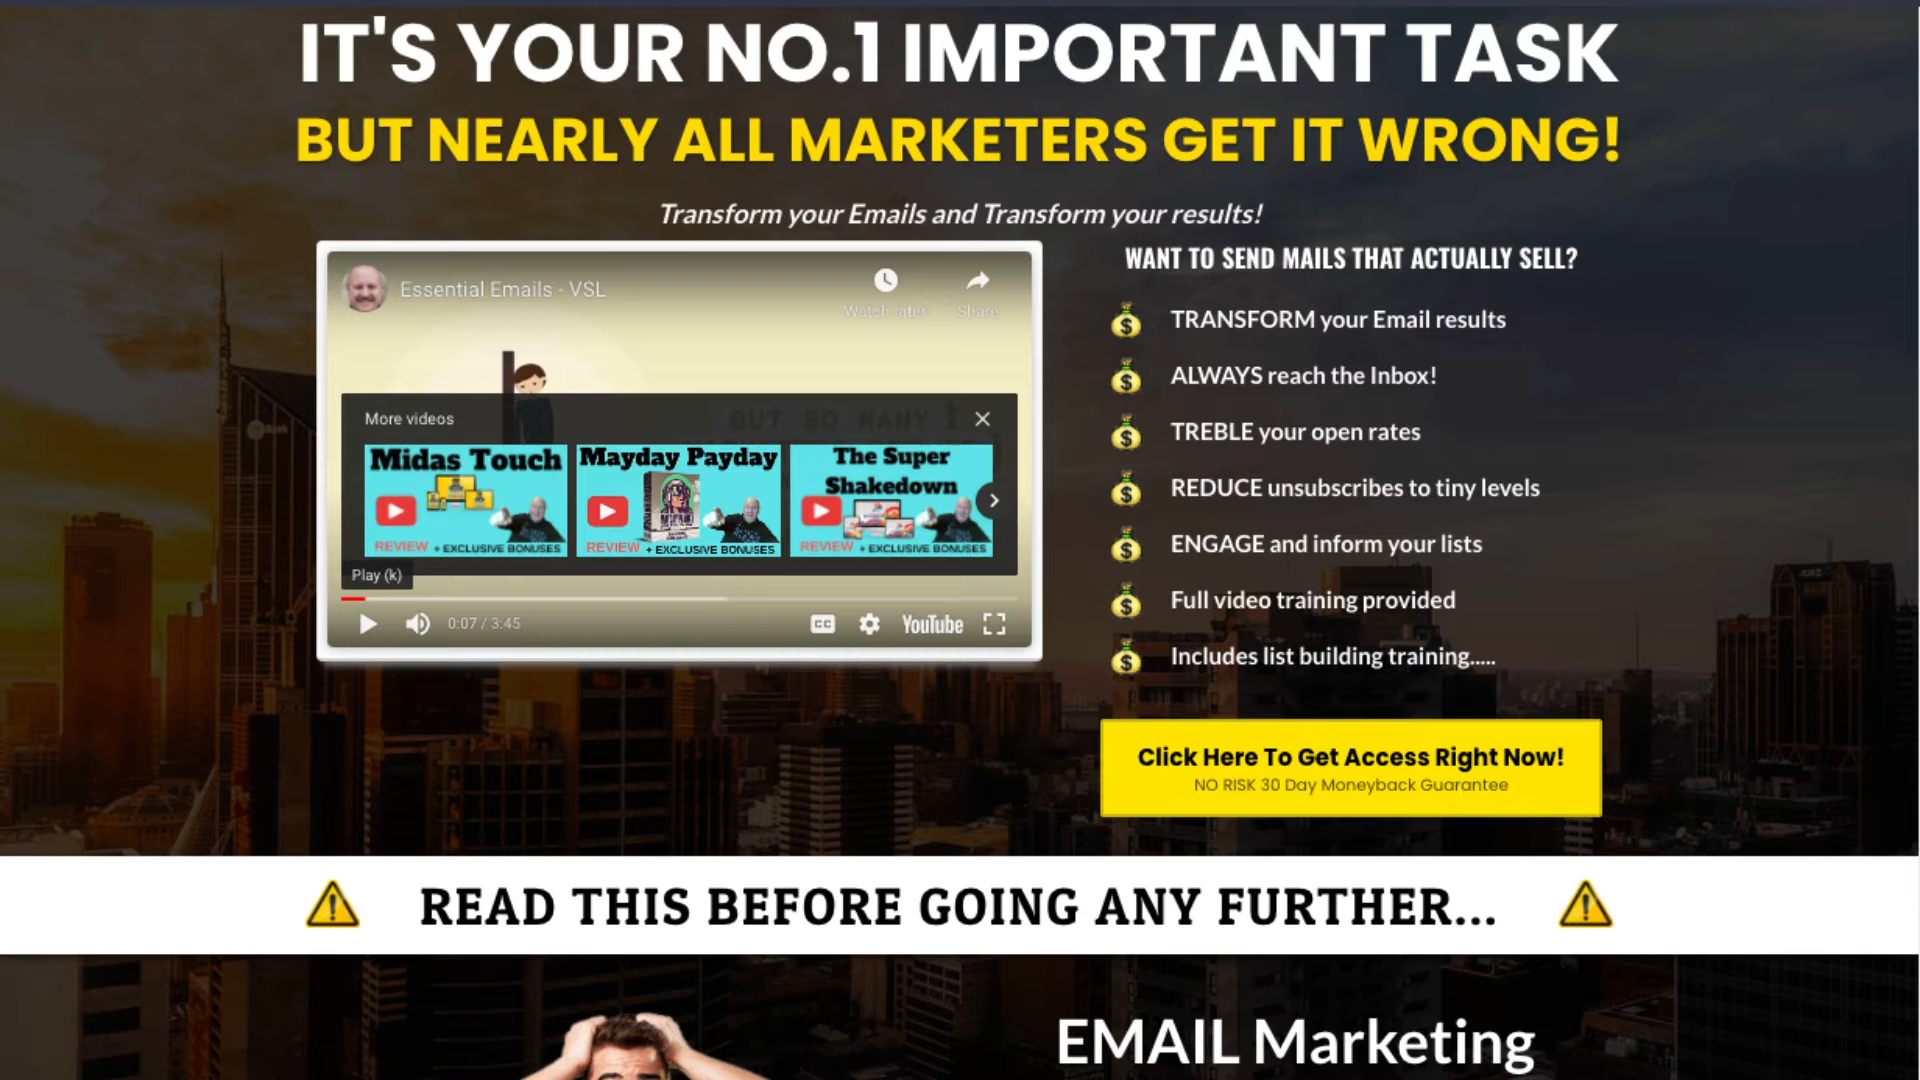 IT'S YOUR NO.1 IMPORTANT TASK
BUT NEARLY ALL MARKETERS GET IT WRONG!
Transform your Emails and Transform your results!
Essential Emails - VSL
Watch later
Share
BUT SO MANY
More videos
Midas Touch
REVIEW + EXCLUSIVE BONUSES
Mayday Payday
REVIEW + EXCLUSIVE BONUSES
The Super
Shakedown
REVIEW + EXCLUSIVE BONUSES
Play (k)
0:07 / 3:45
CC
YouTube
WANT TO SEND MAILS THAT ACTUALLY SELL?
TRANSFORM your Email results
ALWAYS reach the Inbox!
TREBLE your open rates
REDUCE unsubscribes to tiny levels
ENGAGE and inform your lists
Full video training provided
Includes list building training.....
Click Here To Get Access Right Now!
NO RISK 30 Day Moneyback Guarantee
READ THIS BEFORE GOING ANY FURTHER...
EMAIL Marketing